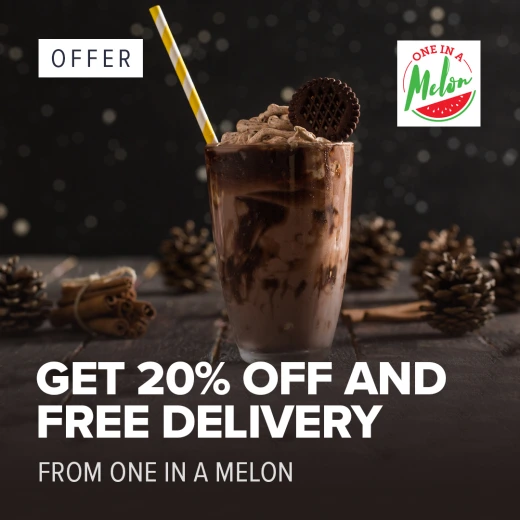 OFFER
ONE IN A
Melon
GET 20% OFF AND
FREE DELIVERY
FROM ONE IN A MELON